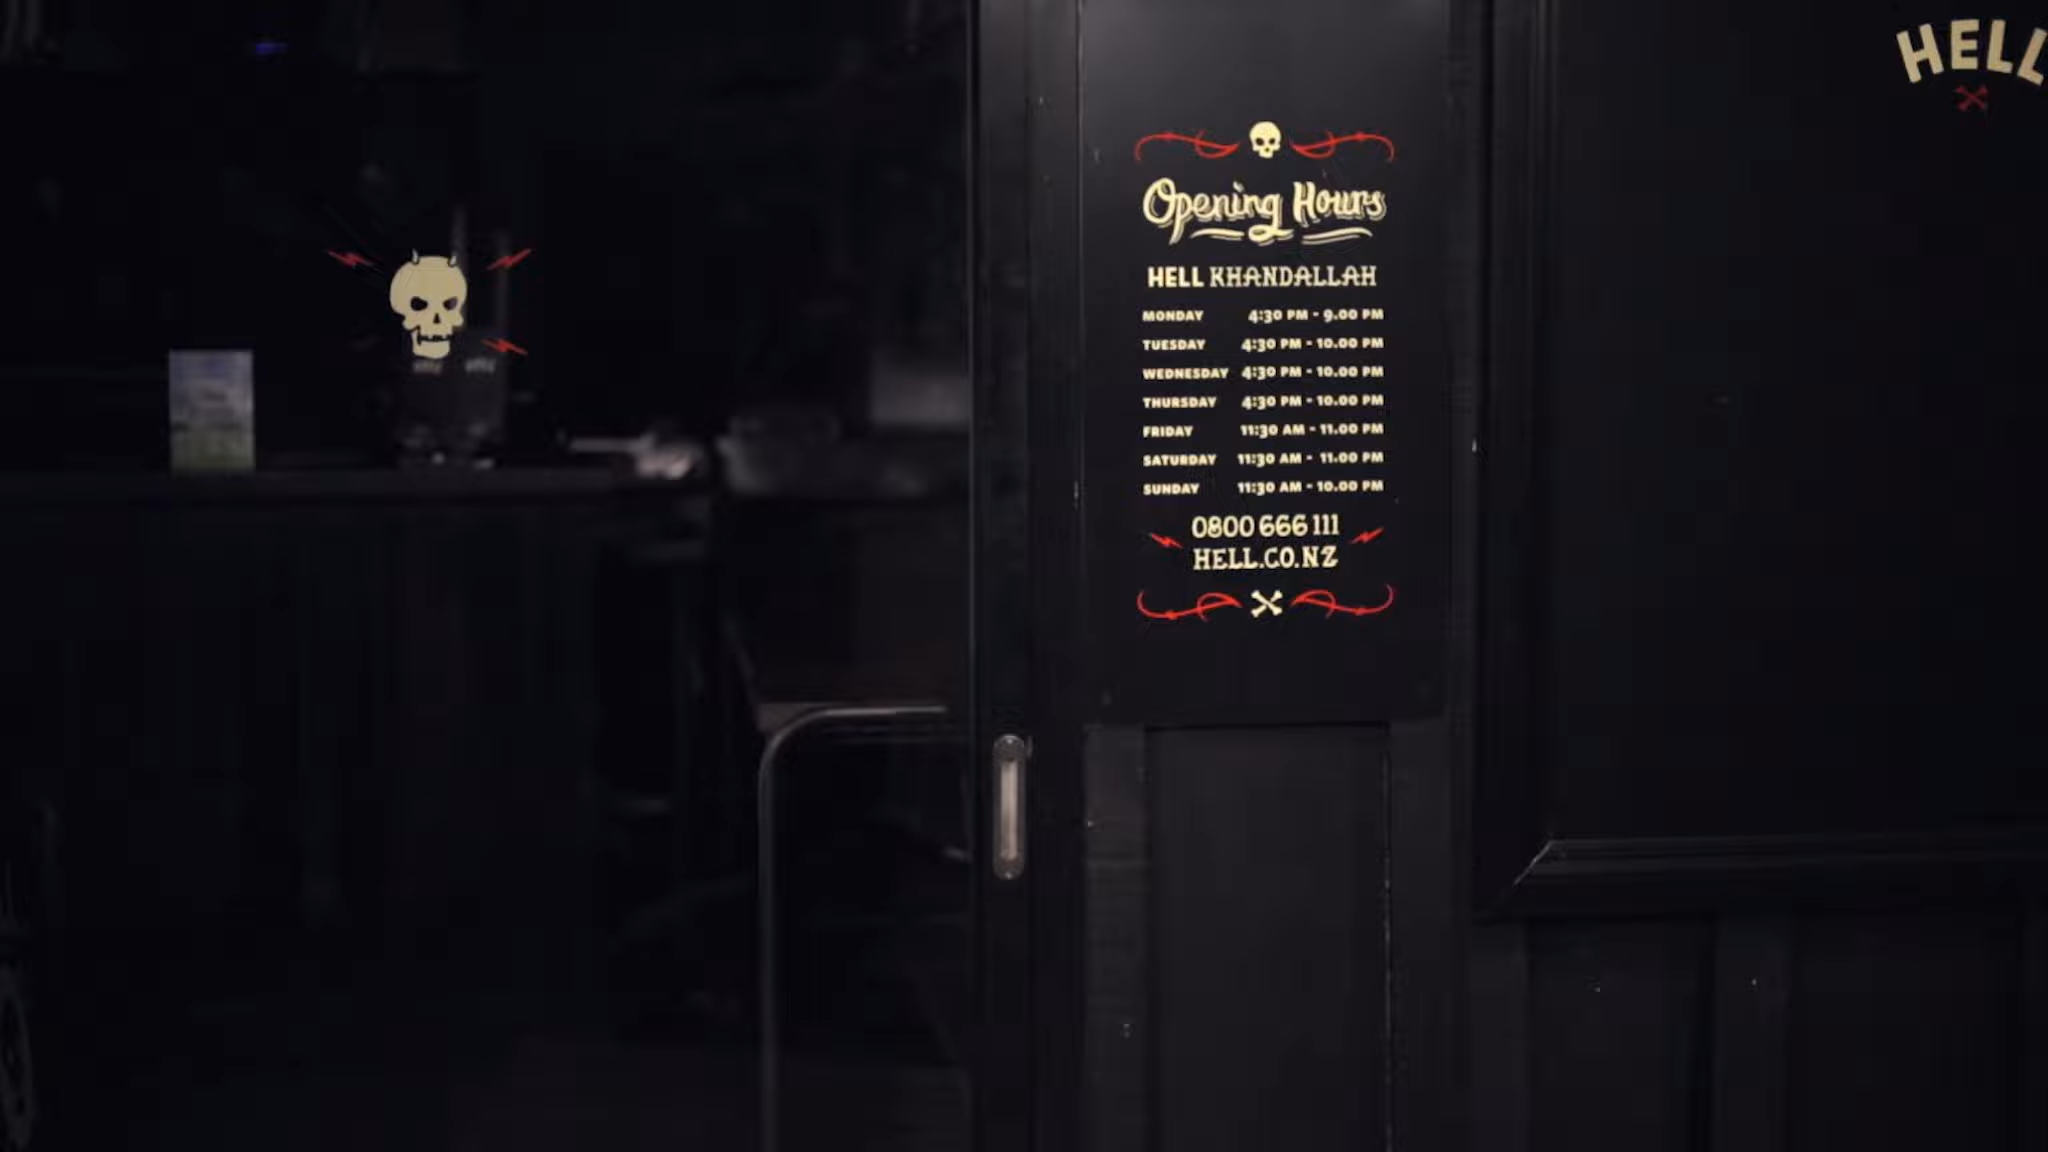 HELL
Opening Hours
HELL KHANDALLAH
MONDAY 4:30 PM - 9.00 PM
TUESDAY 4:30 PM - 10.00 PM
WEDNESDAY 4:30 PM - 10.00 PM
THURSDAY 4:30 PM - 10.00 PM
FRIDAY 11:30 AM - 11.00 PM
SATURDAY 11:30 AM - 11.00 PM
SUNDAY 11:30 AM - 10.00 PM
0800 666 111
HELL.CO.NZ